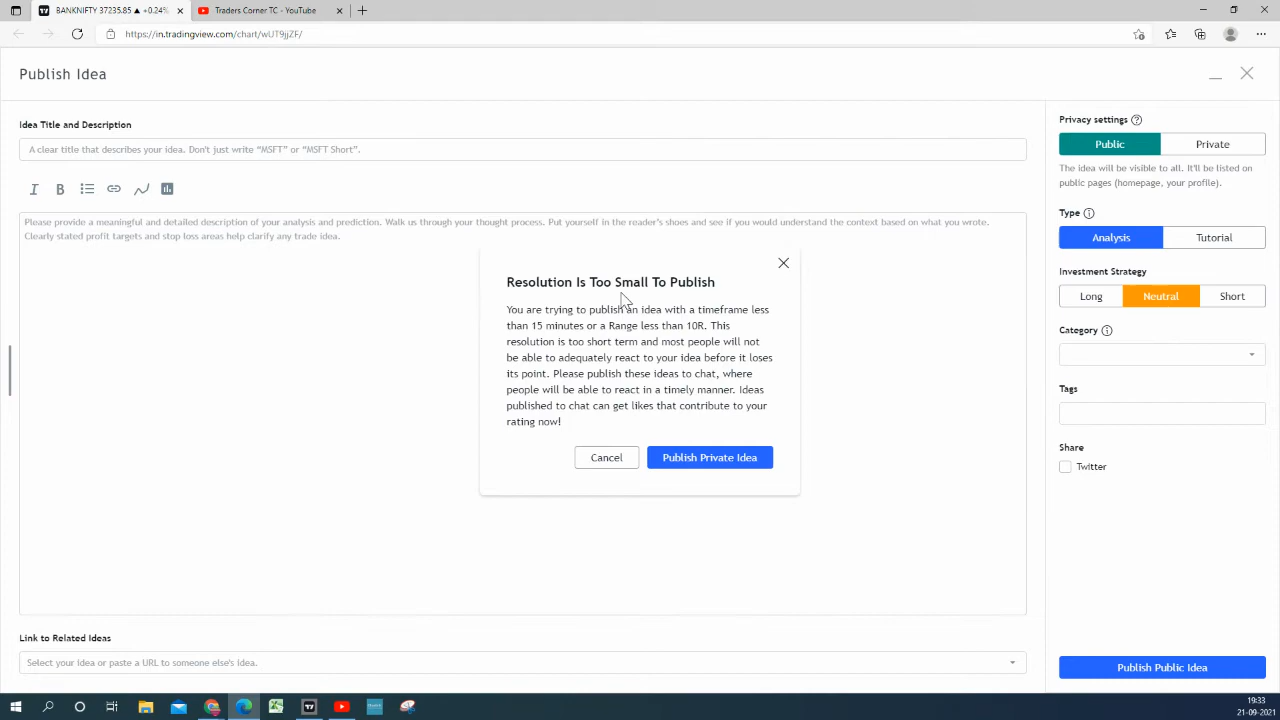 BANKNIFTY 37235.85 ▲ +0.24%
Traders Corner TC - YouTube
https://in.tradingview.com/chart/wUT9jjZF/
Publish Idea
Idea Title and Description
A clear title that describes your idea. Don't just write "MSFT" or "MSFT Short".
I B
Please provide a meaningful and detailed description of your analysis and prediction. Walk us through your thought process. Put yourself in the reader's shoes and see if you would understand the context based on what you wrote.
Clearly stated profit targets and stop loss areas help clarify any trade idea.
Resolution Is Too Small To Publish
You are trying to publish an idea with a timeframe less
than 15 minutes or a Range less than 10R. This
resolution is too short term and most people will not
be able to adequately react to your idea before it loses
its point. Please publish these ideas to chat, where
people will be able to react in a timely manner. Ideas
published to chat can get likes that contribute to your
rating now!
Cancel
Publish Private Idea
Link to Related Ideas
Select your idea or paste a URL to someone else's idea.
Privacy settings
Public
Private
The idea will be visible to all. It'll be listed on
public pages (homepage, your profile).
Type
Analysis
Tutorial
Investment Strategy
Long
Neutral
Short
Category
Tags
Share
Twitter
Publish Public Idea
19:33
21-09-2021